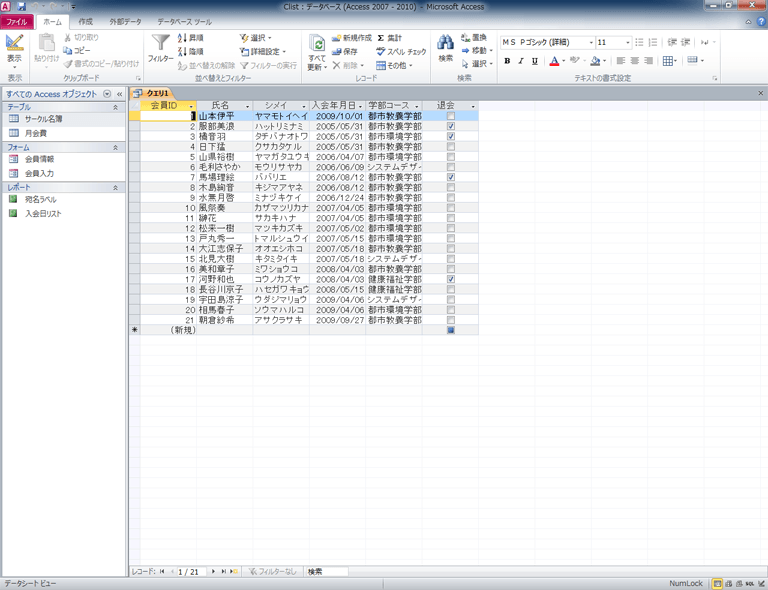 Clist : データベース (Access 2007 - 2010) - Microsoft Access
ファイル ホーム 作成 外部データ データベース ツール
表示
表示
貼り付け
切り取り
コピー
書式のコピー/貼り付け
クリップボード
フィルター
昇順
降順
並べ替えの解除
選択
詳細設定
フィルターの実行
並べ替えとフィルター
すべて更新
新規作成
保存
削除
集計
スペル チェック
その他
レコード
検索
置換
移動
選択
検索
MS Pゴシック (詳細) 11
B I U
テキストの書式設定
すべての Access オブジェクト
テーブル
サークル名簿
月会費
フォーム
会員情報
会員入力
レポート
宛名ラベル
入会日リスト
クエリ1
会員ID 氏名 シメイ 入会年月日 学部コース 退会
1 山本伊平 ヤマモトイヘイ 2009/10/01 都市教養学部
2 服部美浪 ハットリミナミ 2005/05/31 都市教養学部
3 橘音羽 タチバナオトワ 2005/05/31 都市環境学部
4 日下猛 クサカタケル 2005/05/31 都市教養学部
5 山県裕樹 ヤマガタユウキ 2006/04/07 都市環境学部
6 毛利さやか モウリサヤカ 2006/06/09 システムデザイ
7 馬場理絵 ババリエ 2006/08/12 都市教養学部
8 木島絢音 キジマアヤネ 2006/08/12 都市教養学部
9 水無月啓 ミナヅキケイ 2006/12/24 都市教養学部
10 風祭奏 カザマツリカナ 2007/04/05 都市環境学部
11 榊花 サカキハナ 2007/04/05 都市環境学部
12 松来一樹 マツキカズキ 2007/05/02 都市教養学部
13 戸丸秀一 トマルシュウイ 2007/05/15 都市環境学部
14 大江志保子 オオエシホコ 2007/05/18 都市教養学部
15 北見大樹 キタミタイキ 2007/05/18 システムデザイ
16 美和章子 ミワショウコ 2008/04/03 都市教養学部
17 河野和也 コウノカズヤ 2008/04/03 健康福祉学部
18 長谷川京子 ハセガワキョウ 2008/05/15 健康福祉学部
19 宇田島涼子 ウダジマリョウ 2009/04/06 システムデザイ
20 相馬春子 ソウマハルコ 2009/04/06 都市教養学部
21 朝倉紗希 アサクラサキ 2009/09/27 都市教養学部
(新規)
レコード: 1 / 21 フィルターなし 検索
データシート ビュー NumLock